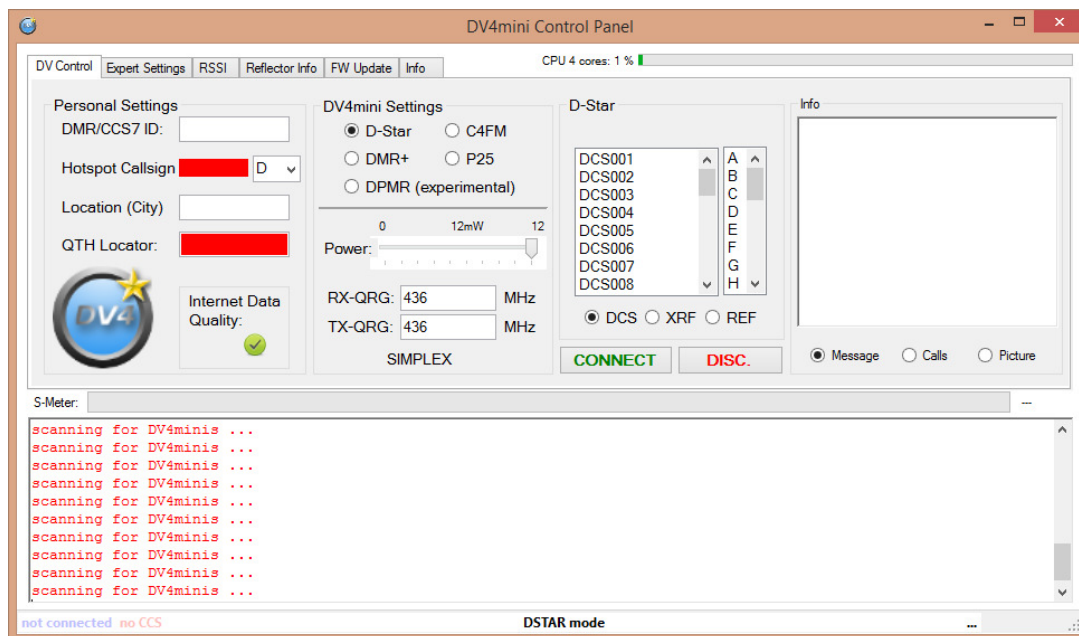 DV4mini Control Panel
DV Control Expert Settings RSSI Reflector Info FW Update Info
CPU 4 cores: 1 %
Personal Settings
DMR/CCS7 ID:
Hotspot Callsign D
Location (City)
QTH Locator:
DV4
Internet Data
Quality:
DV4mini Settings
D-Star C4FM
DMR+ P25
DPMR (experimental)
0 12mW 12
Power:
RX-QRG: 436 MHz
TX-QRG: 436 MHz
SIMPLEX
D-Star
DCS001 A
DCS002 B
DCS003 C
DCS004 D
DCS005 E
DCS006 F
DCS007 G
DCS008 H
DCS XRF REF
CONNECT DISC.
Info
Message Calls Picture
S-Meter: ---
scanning for DV4minis ...
scanning for DV4minis ...
scanning for DV4minis ...
scanning for DV4minis ...
scanning for DV4minis ...
scanning for DV4minis ...
scanning for DV4minis ...
scanning for DV4minis ...
scanning for DV4minis ...
scanning for DV4minis ...
not connected no CCS DSTAR mode ...